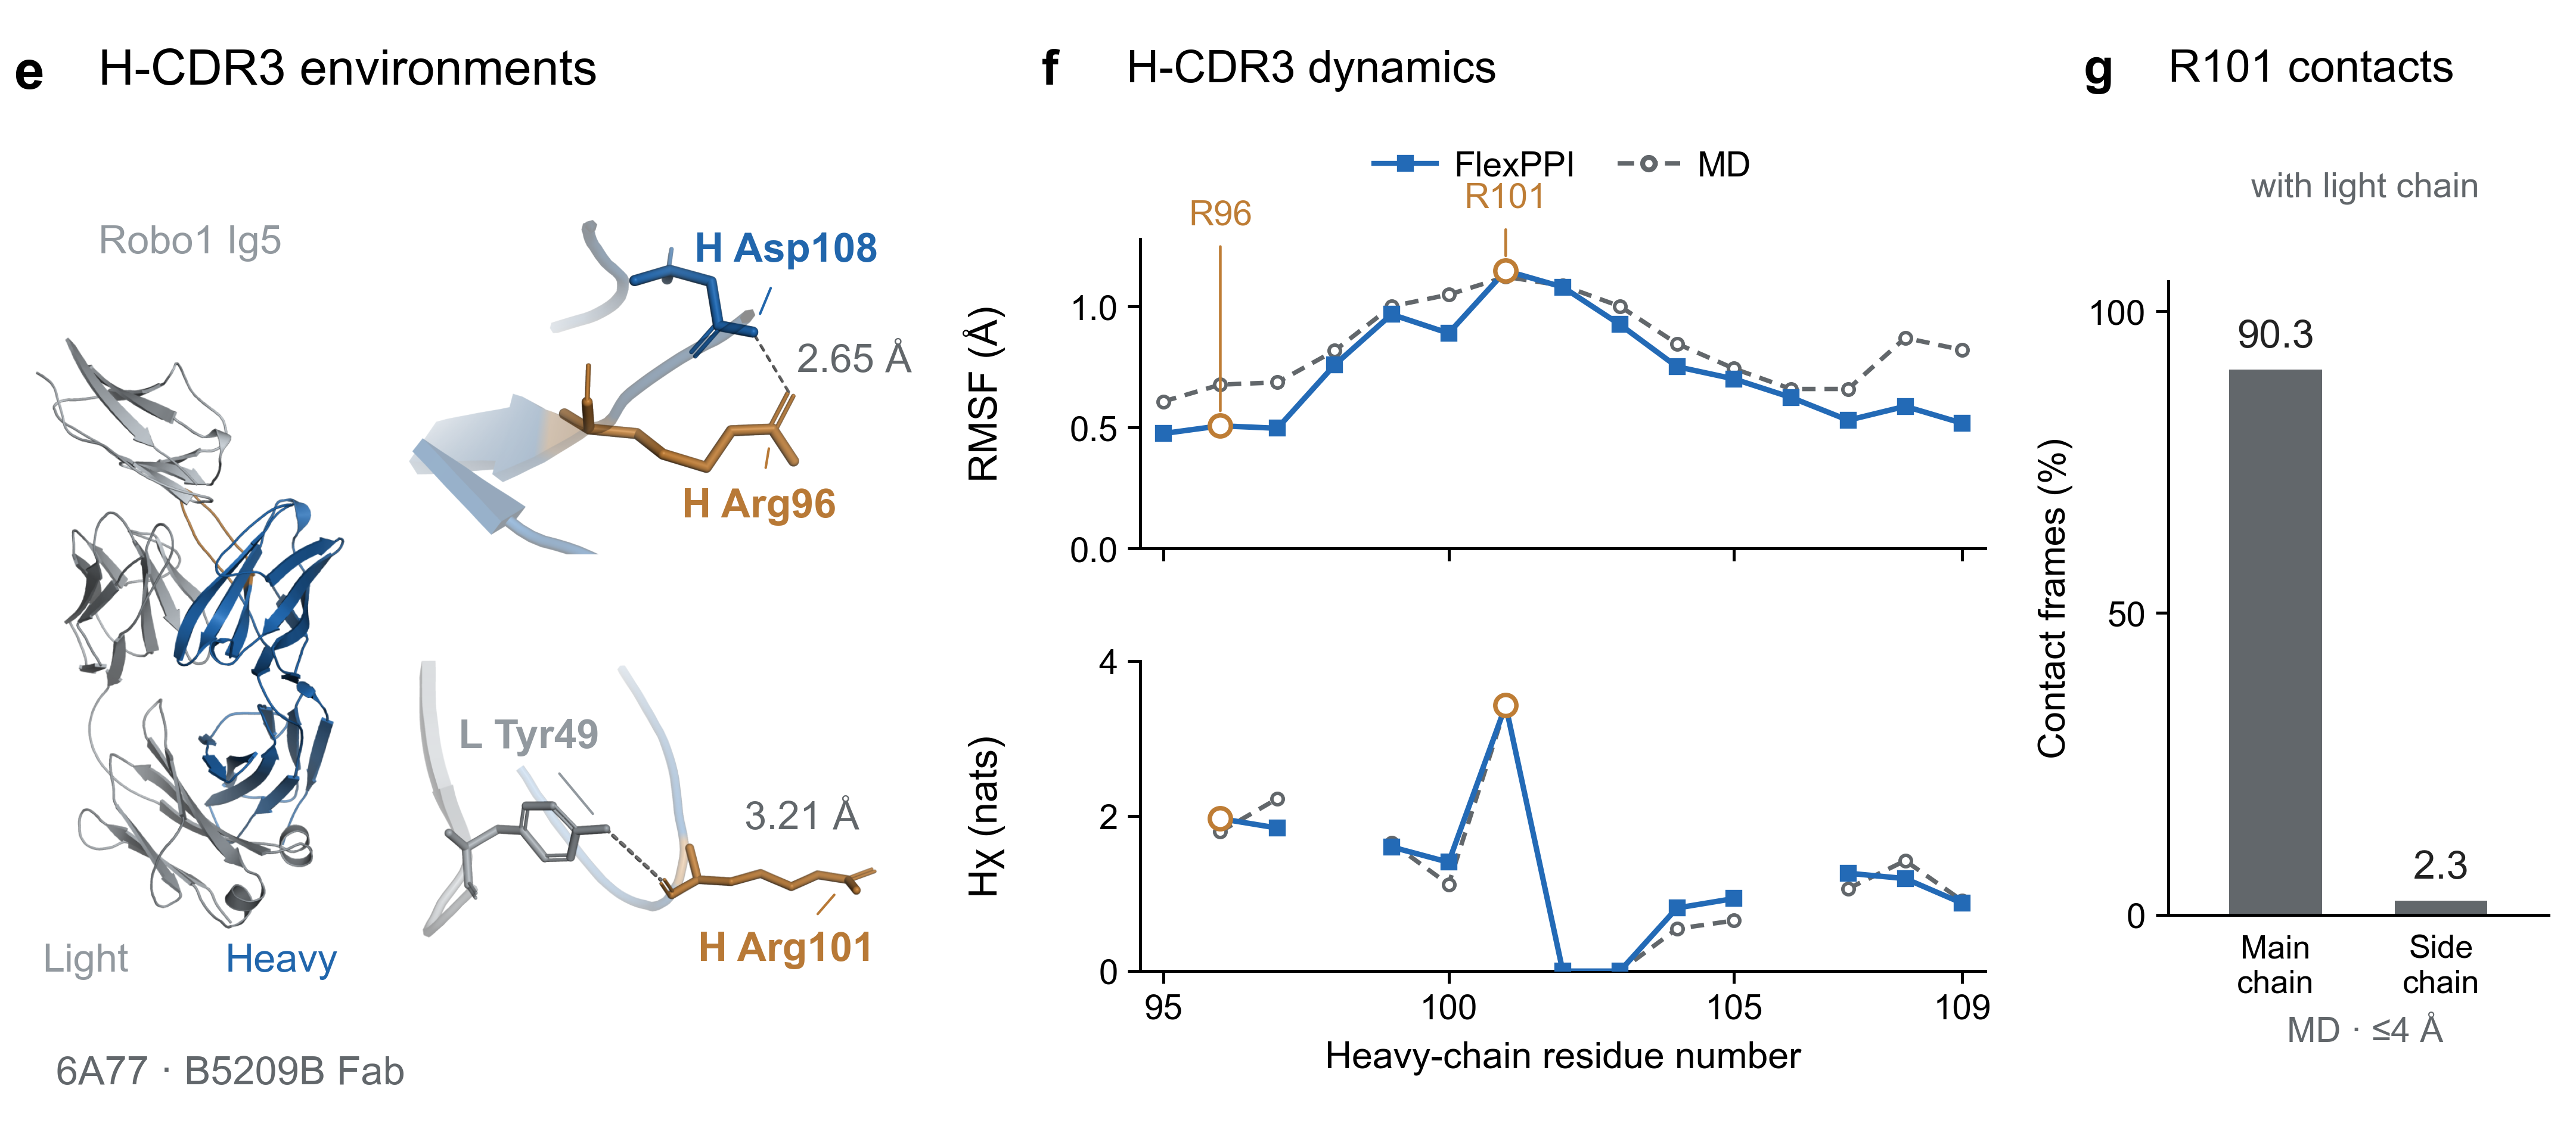 e H-CDR3 environments
Robo1 Ig5
H Asp108
2.65 Å
H Arg96
L Tyr49
3.21 Å
H Arg101
Light
Heavy
6A77 · B5209B Fab
f H-CDR3 dynamics
FlexPPI
MD
R96
R101
RMSF (Å)
1.0
0.5
0.0
Hχ (nats)
4
2
0
95
100
105
109
Heavy-chain residue number
g R101 contacts
with light chain
Contact frames (%)
100
50
0
90.3
2.3
Main
chain
Side
chain
MD · ≤4 Å